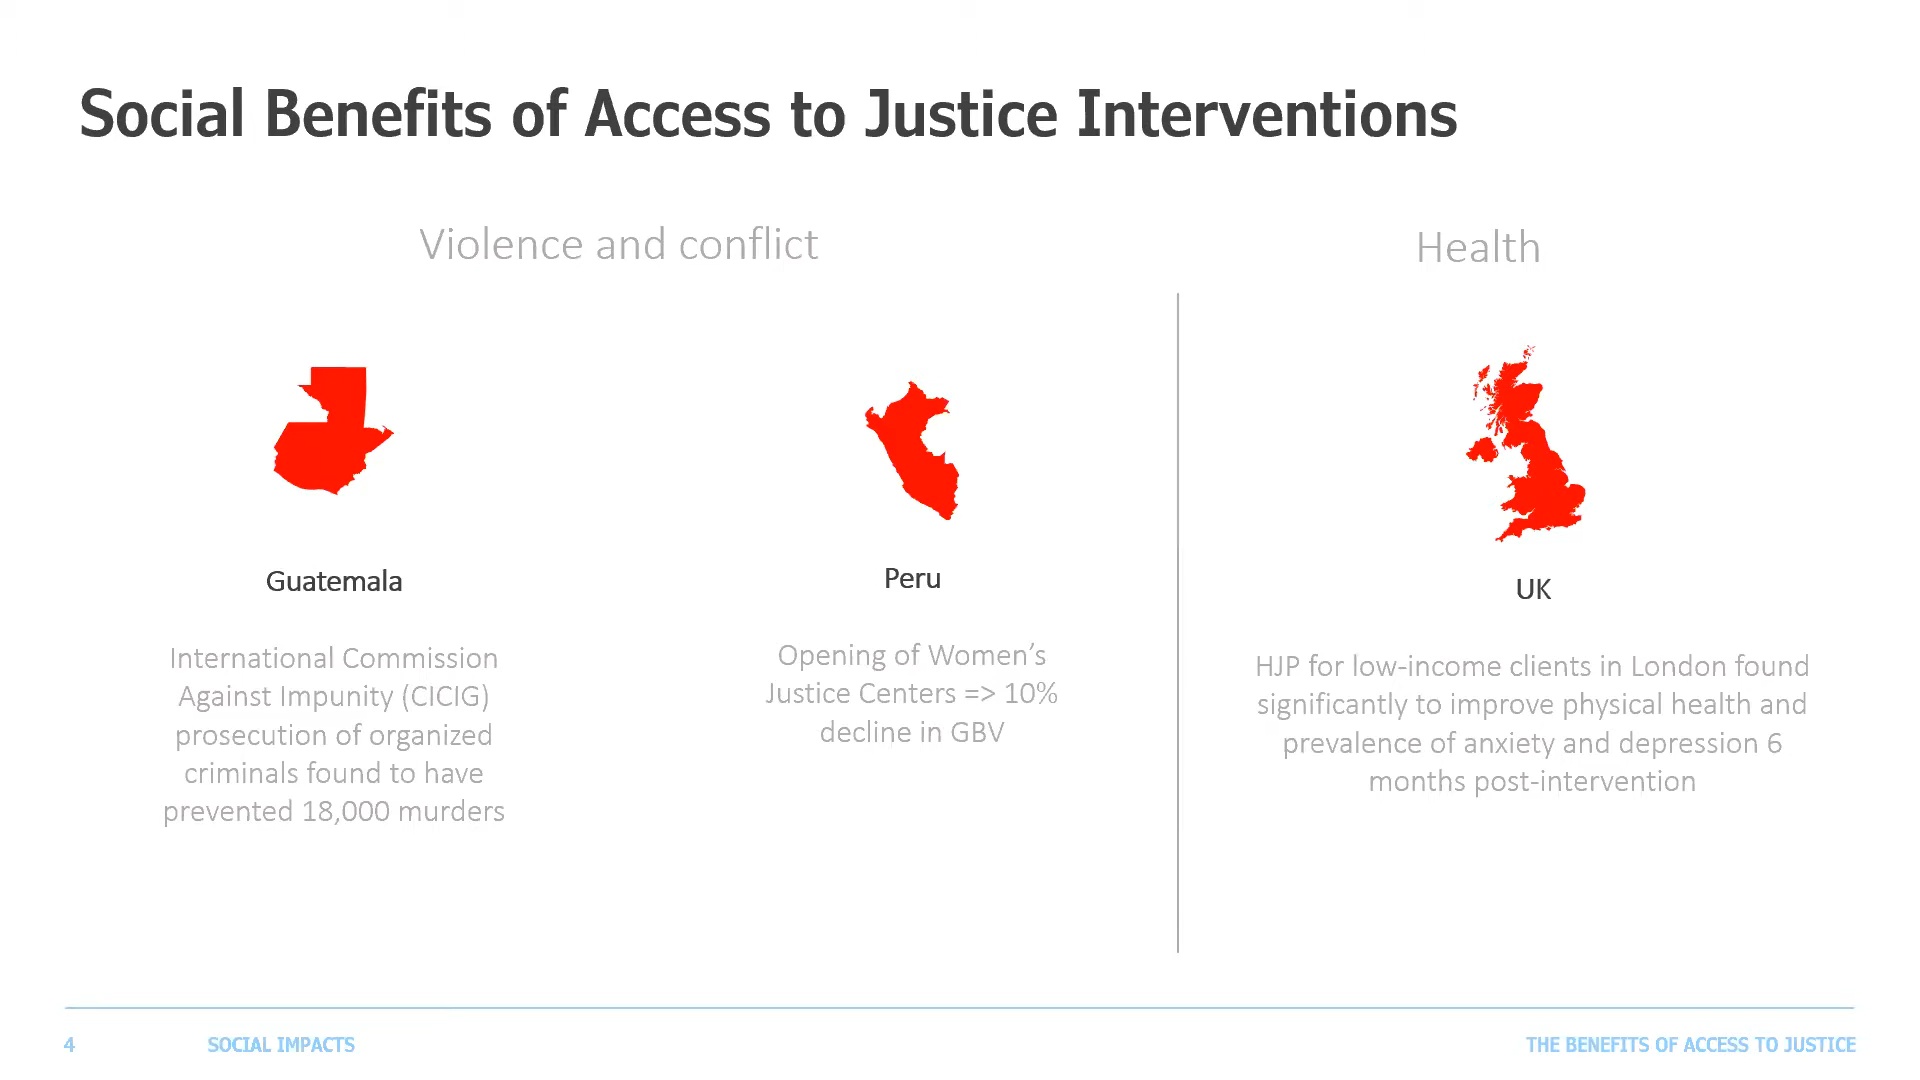 Social Benefits of Access to Justice Interventions
Violence and conflict
Guatemala
International Commission
Against Impunity (CICIG)
prosecution of organized
criminals found to have
prevented 18,000 murders
Peru
Opening of Women’s
Justice Centers => 10%
decline in GBV
Health
UK
HJP for low-income clients in London found
significantly to improve physical health and
prevalence of anxiety and depression 6
months post-intervention
4
SOCIAL IMPACTS
THE BENEFITS OF ACCESS TO JUSTICE